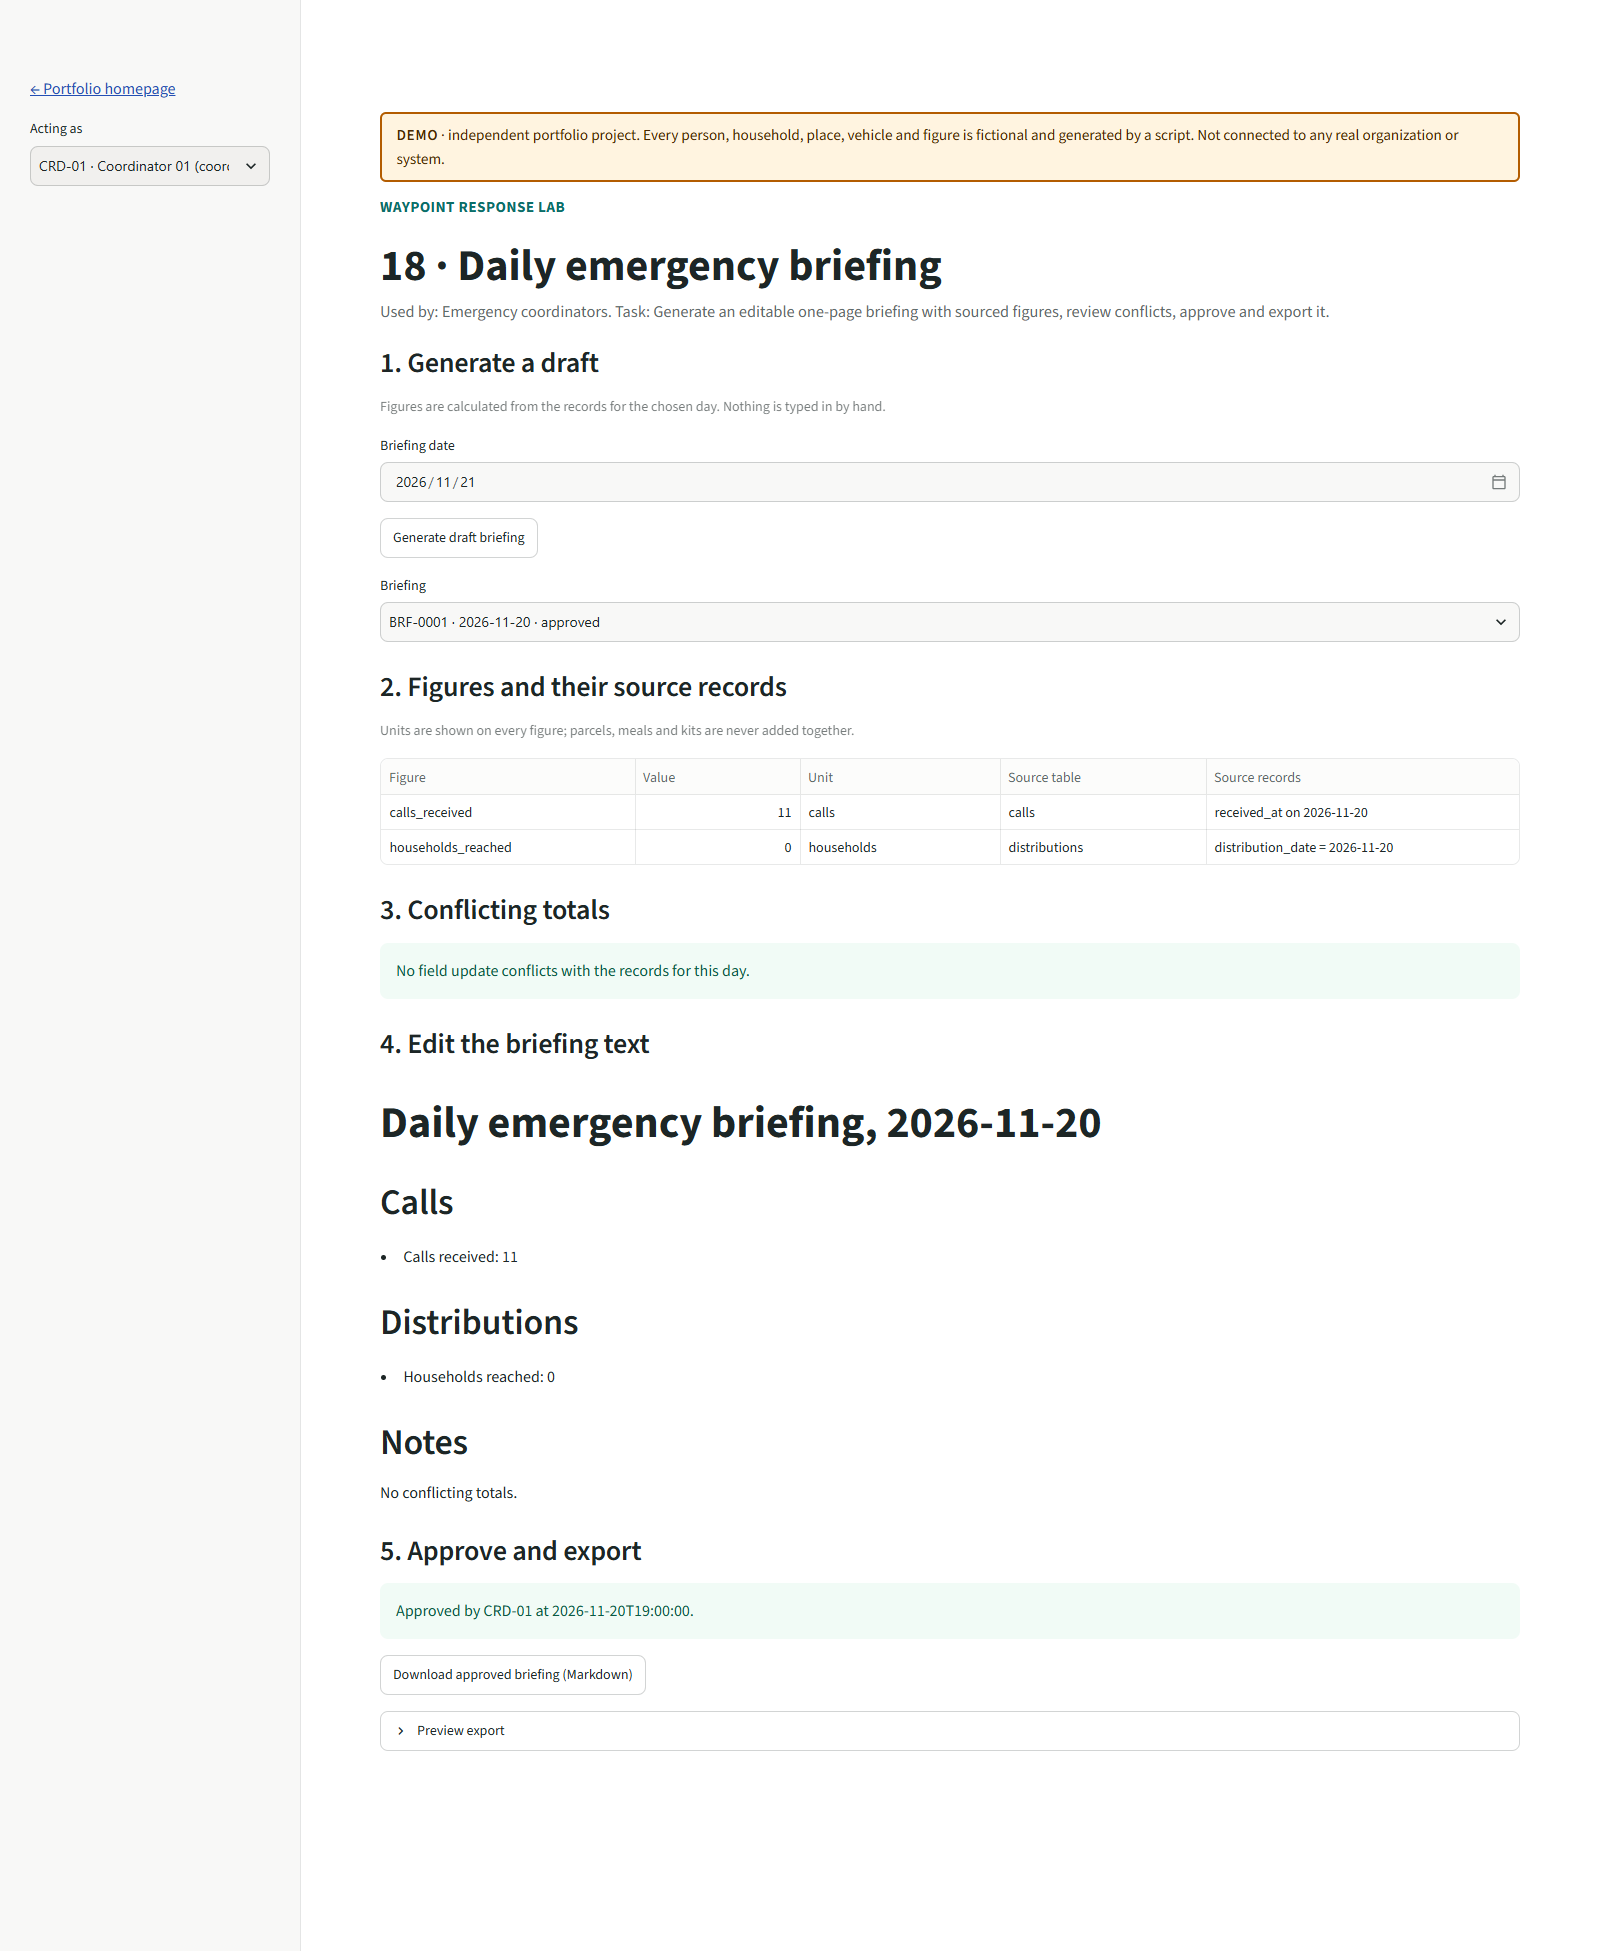 ← Portfolio homepage
Acting as
CRD-01 · Coordinator 01 (coor
DEMO · independent portfolio project. Every person, household, place, vehicle and figure is fictional and generated by a script. Not connected to any real organization or
system.
WAYPOINT RESPONSE LAB
18 · Daily emergency briefing
Used by: Emergency coordinators. Task: Generate an editable one-page briefing with sourced figures, review conflicts, approve and export it.
1. Generate a draft
Figures are calculated from the records for the chosen day. Nothing is typed in by hand.
Briefing date
2026/11/21
Generate draft briefing
Briefing
BRF-0001 · 2026-11-20 · approved
2. Figures and their source records
Units are shown on every figure; parcels, meals and kits are never added together.
Figure Value Unit Source table Source records
calls_received 11 calls calls received_at on 2026-11-20
households_reached 0 households distributions distribution_date = 2026-11-20
3. Conflicting totals
No field update conflicts with the records for this day.
4. Edit the briefing text
Daily emergency briefing, 2026-11-20
Calls
• Calls received: 11
Distributions
• Households reached: 0
Notes
No conflicting totals.
5. Approve and export
Approved by CRD-01 at 2026-11-20T19:00:00.
Download approved briefing (Markdown)
Preview export